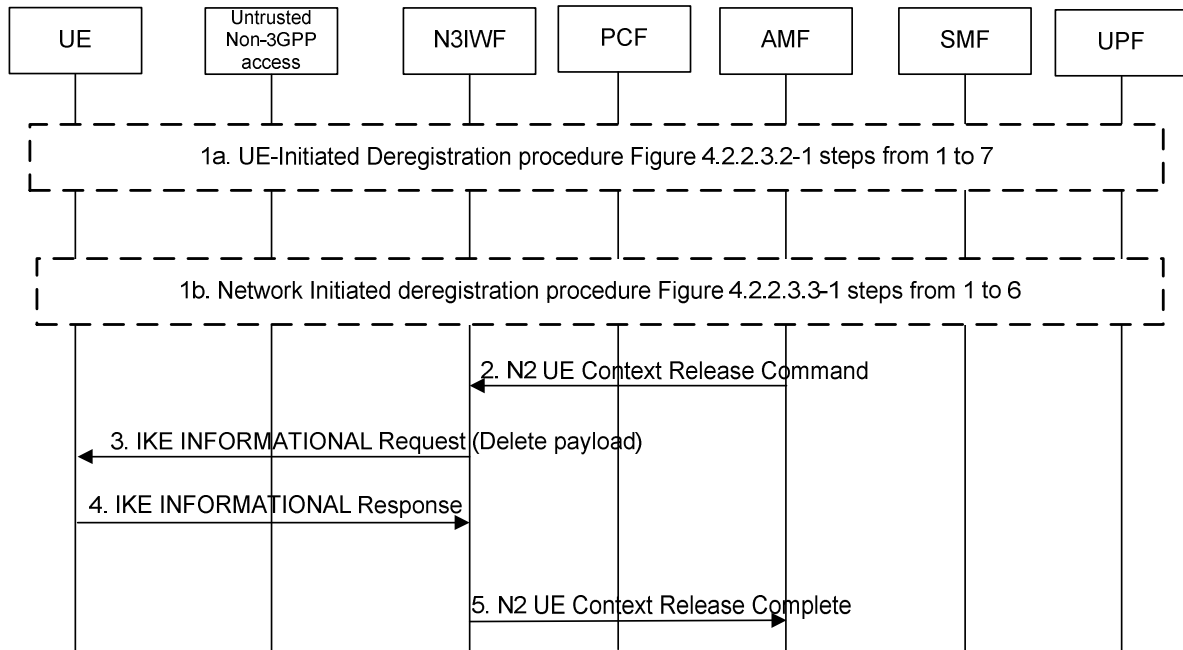 UE
Untrusted
Non-3GPP
access
N3IWF
PCF
AMF
SMF
UPF
1a. UE-Initiated Deregistration procedure Figure 4.2.2.3.2-1 steps from 1 to 7
1b. Network Initiated deregistration procedure Figure 4.2.2.3.3-1 steps from 1 to 6
2. N2 UE Context Release Command
3. IKE INFORMATIONAL Request (Delete payload)
4. IKE INFORMATIONAL Response
5. N2 UE Context Release Complete